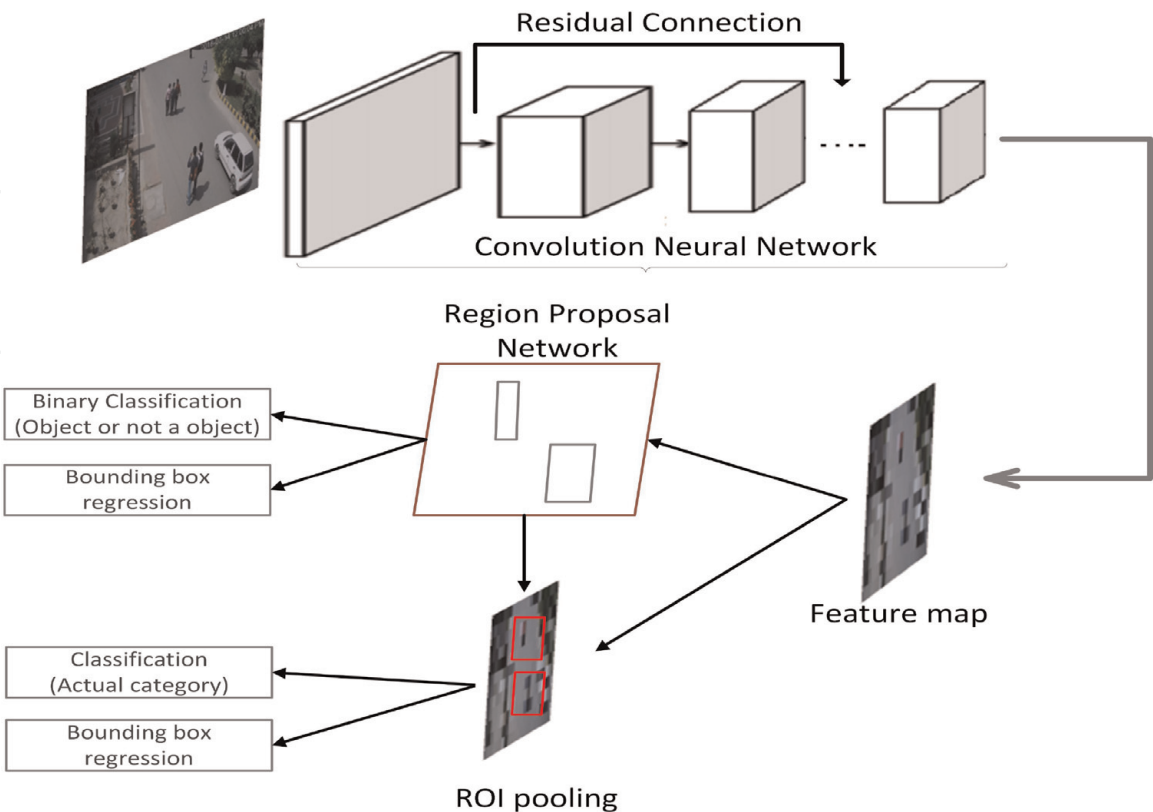 Residual Connection
Convolution Neural Network
Region Proposal
Network
Binary Classification
(Object or not a object)
Bounding box
regression
Feature map
Classification
(Actual category)
Bounding box
regression
ROI pooling